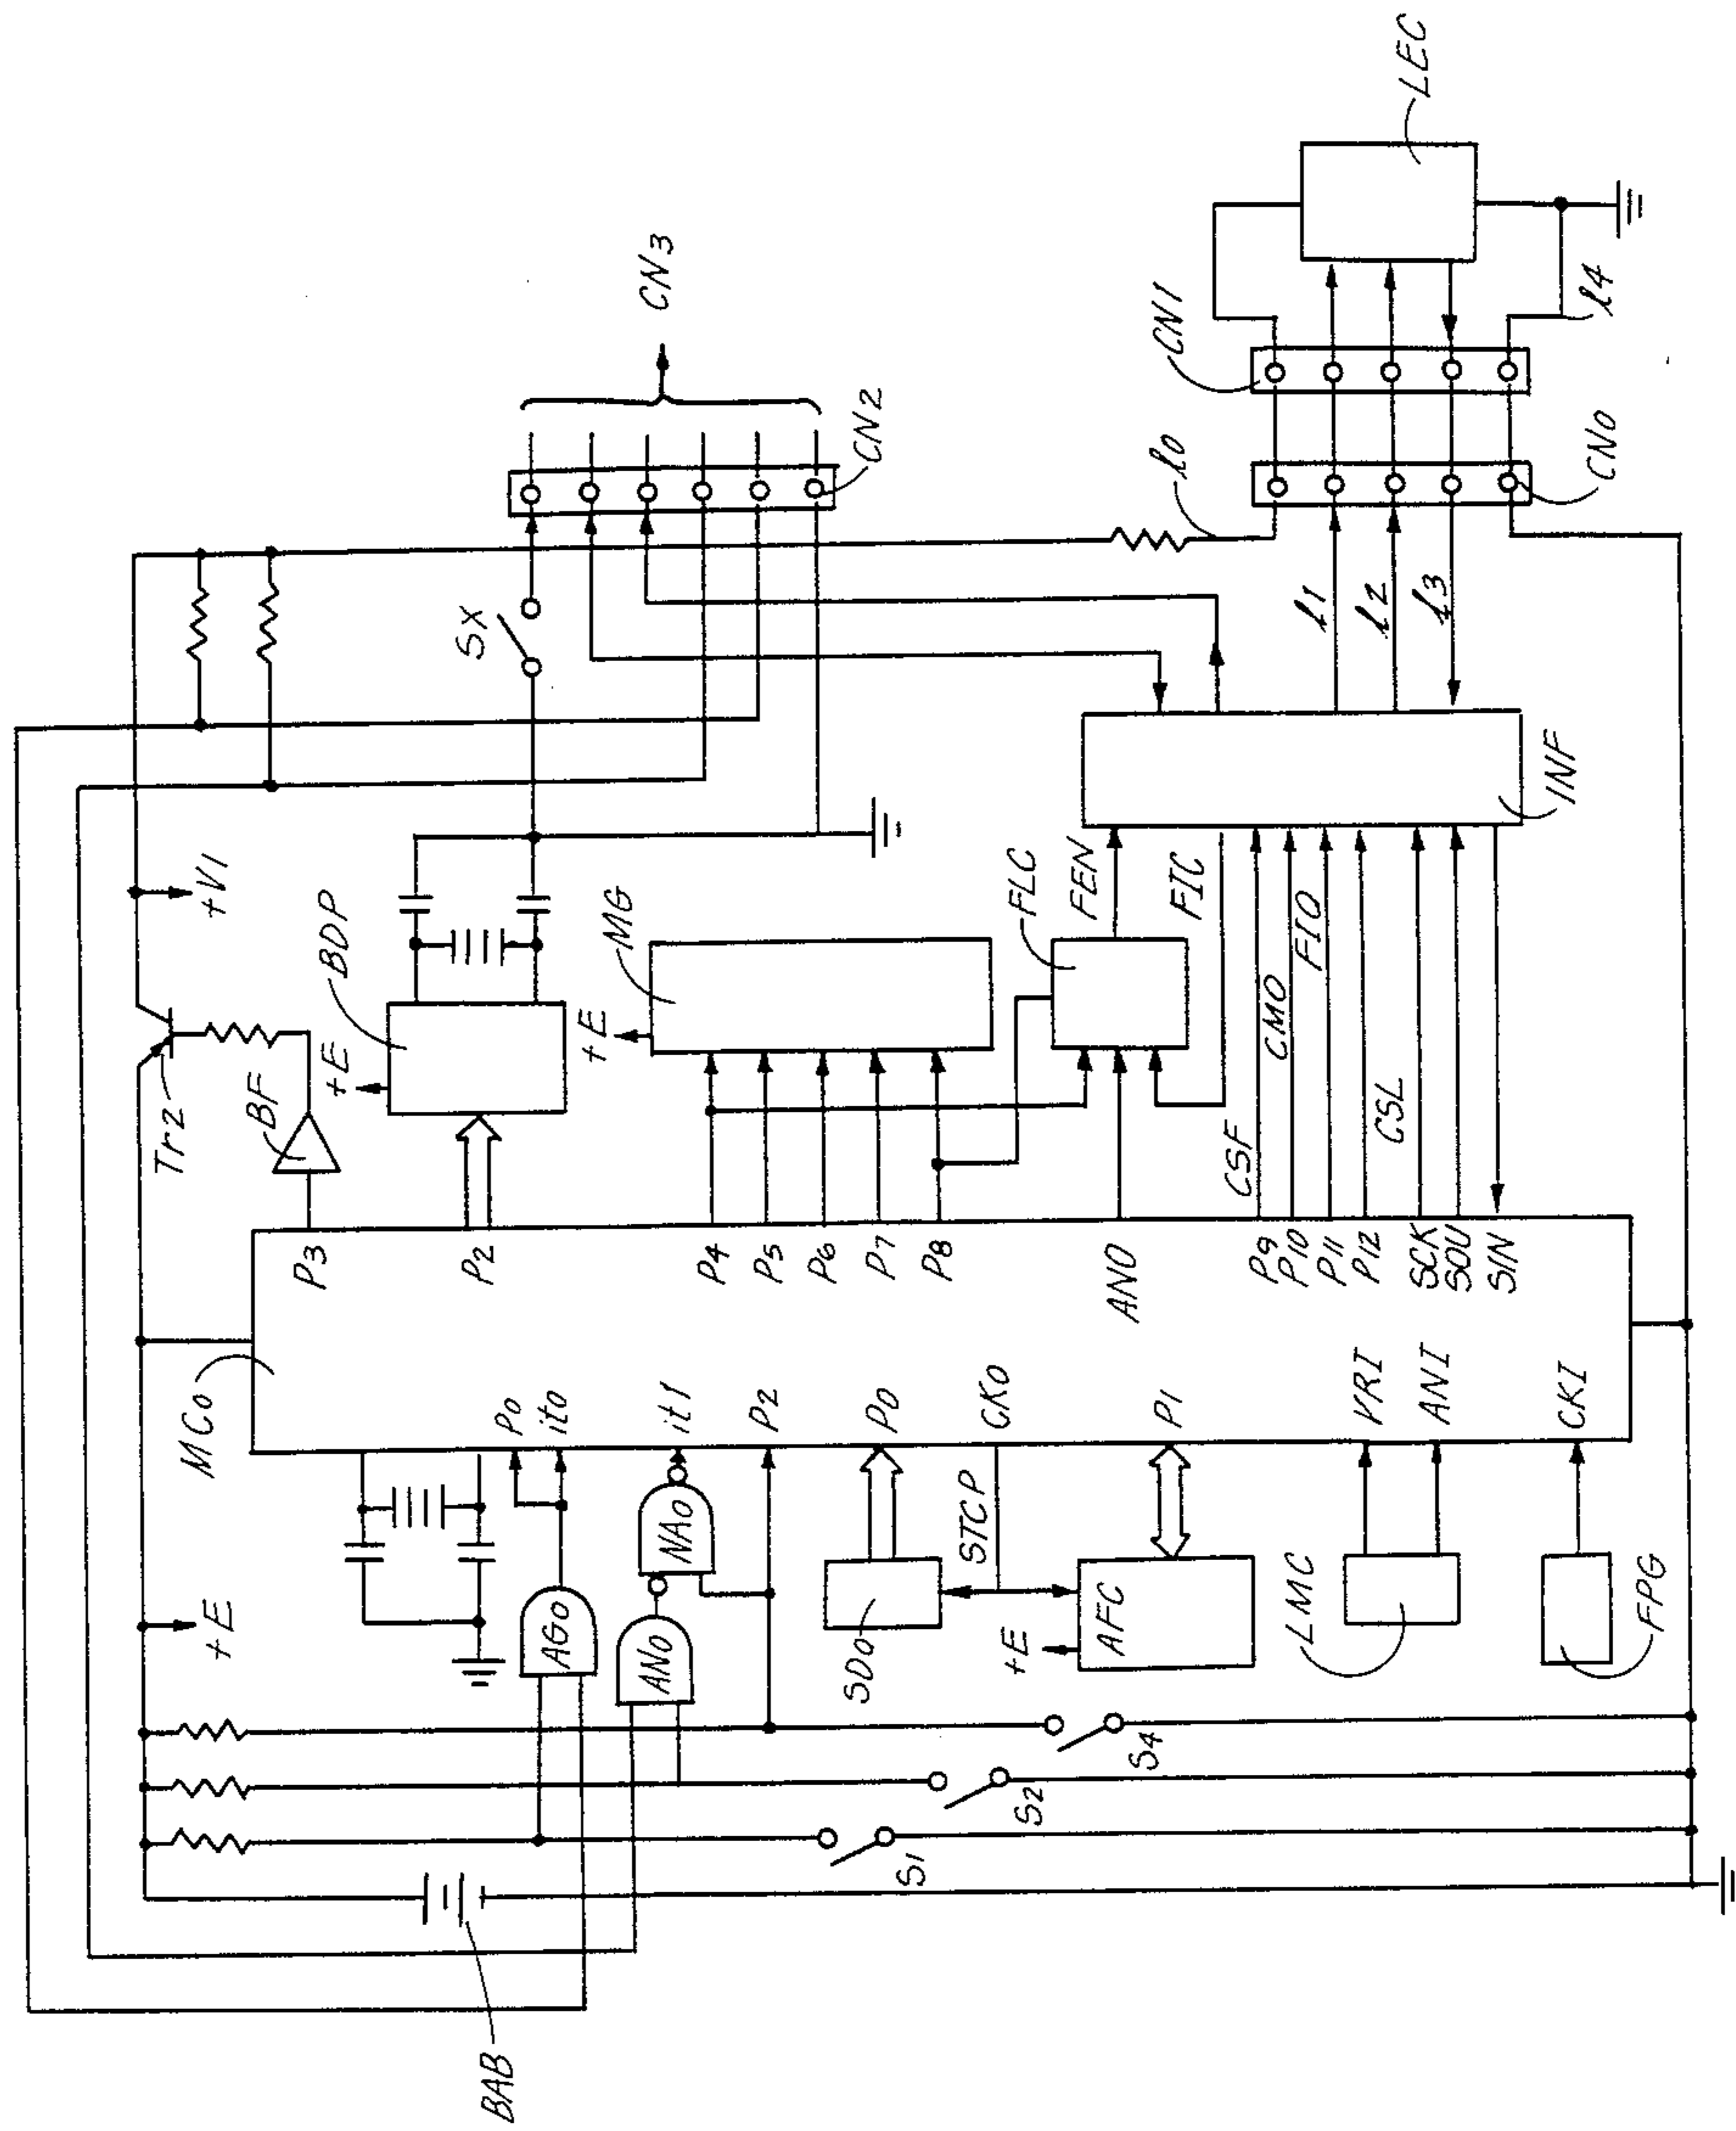 BAB
+E
Tr2
+V1
BF
BDP
+E
MC0
P3
P2
SX
CN3
CN2
P0
it0
it1
P2
AG0
AN0
NA0
MG
+E
P4
P5
P6
P7
P8
S1
S2
S4
SD0
P0
STCP
CK0
AFC
+E
P1
FLC
FEN
FIC
AN0
l0
CN1
LEC
CSF
CMO
FIO
CSL
P9
P10
P11
P12
SCK
SOU
SIN
l1
l2
l3
l4
INF
CN0
LMC
VRI
ANI
FPG
CKI